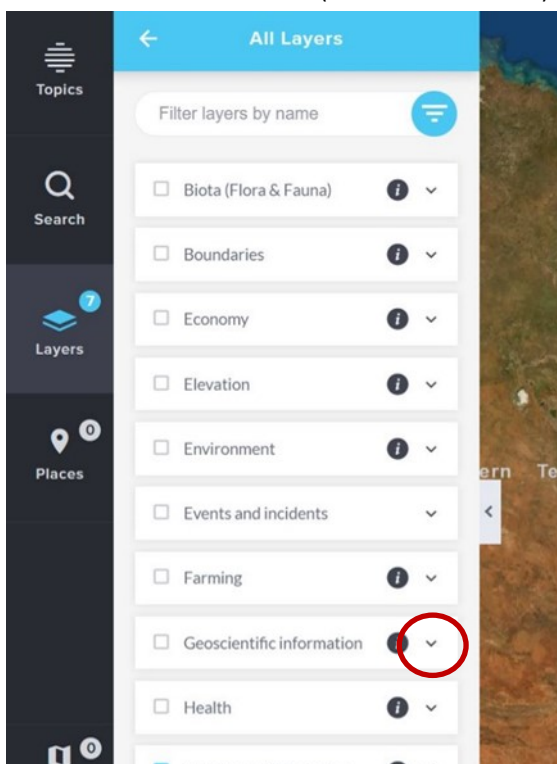 All Layers
Topics
Filter layers by name
Search
Biota (Flora & Fauna)
Boundaries
7
Layers
Economy
Elevation
0
Places
Environment
ern Te
Events and incidents
Farming
Geoscientific information
Health
0